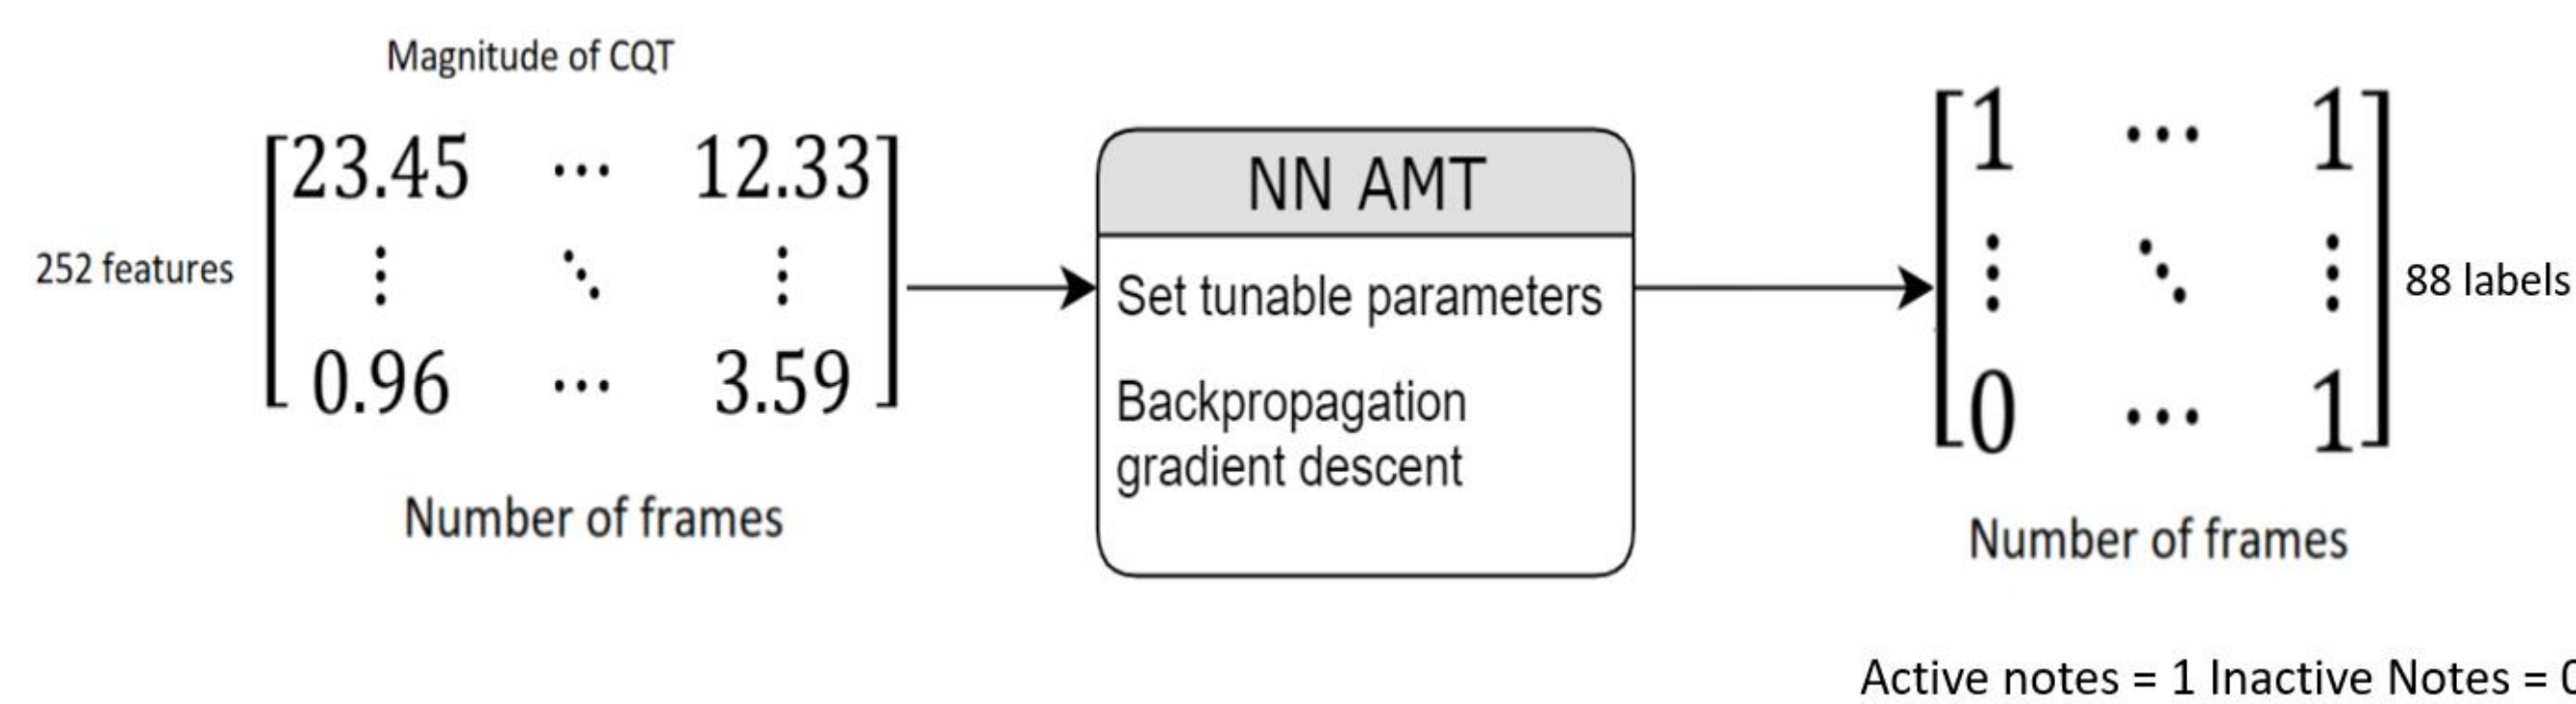 Magnitude of CQT
252 features
23.45 ⋯ 12.33
⋮ ⋱ ⋮
0.96 ⋯ 3.59
Number of frames
NN AMT
Set tunable parameters
Backpropagation
gradient descent
1 ⋯ 1
⋮ ⋱ ⋮
0 ⋯ 1
88 labels
Number of frames
Active notes = 1 Inactive Notes = 0